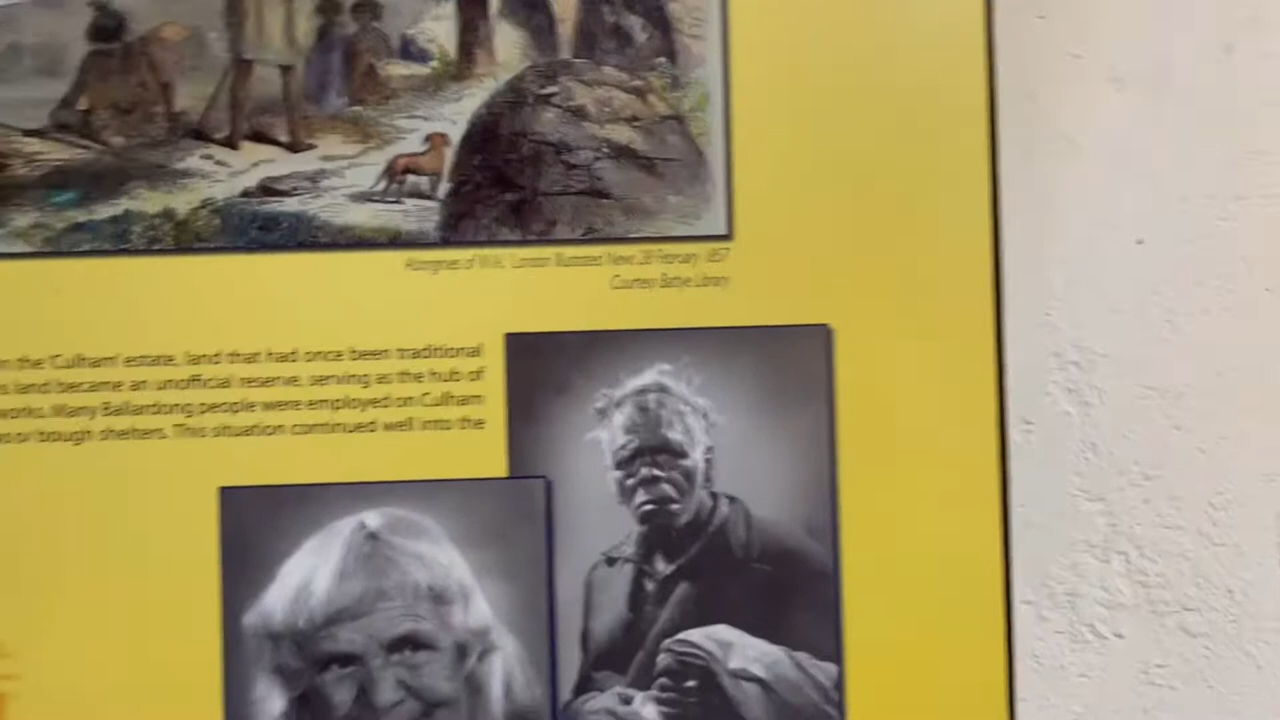 Aborigines of W.A. London Illustrated News 28 February 1857
Courtesy Battye Library
the 'Culham' estate, land that had once been traditional
land became an unofficial reserve, serving as the hub of
works. Many Ballardong people were employed on Culham
or bough shelters. This situation continued well into the